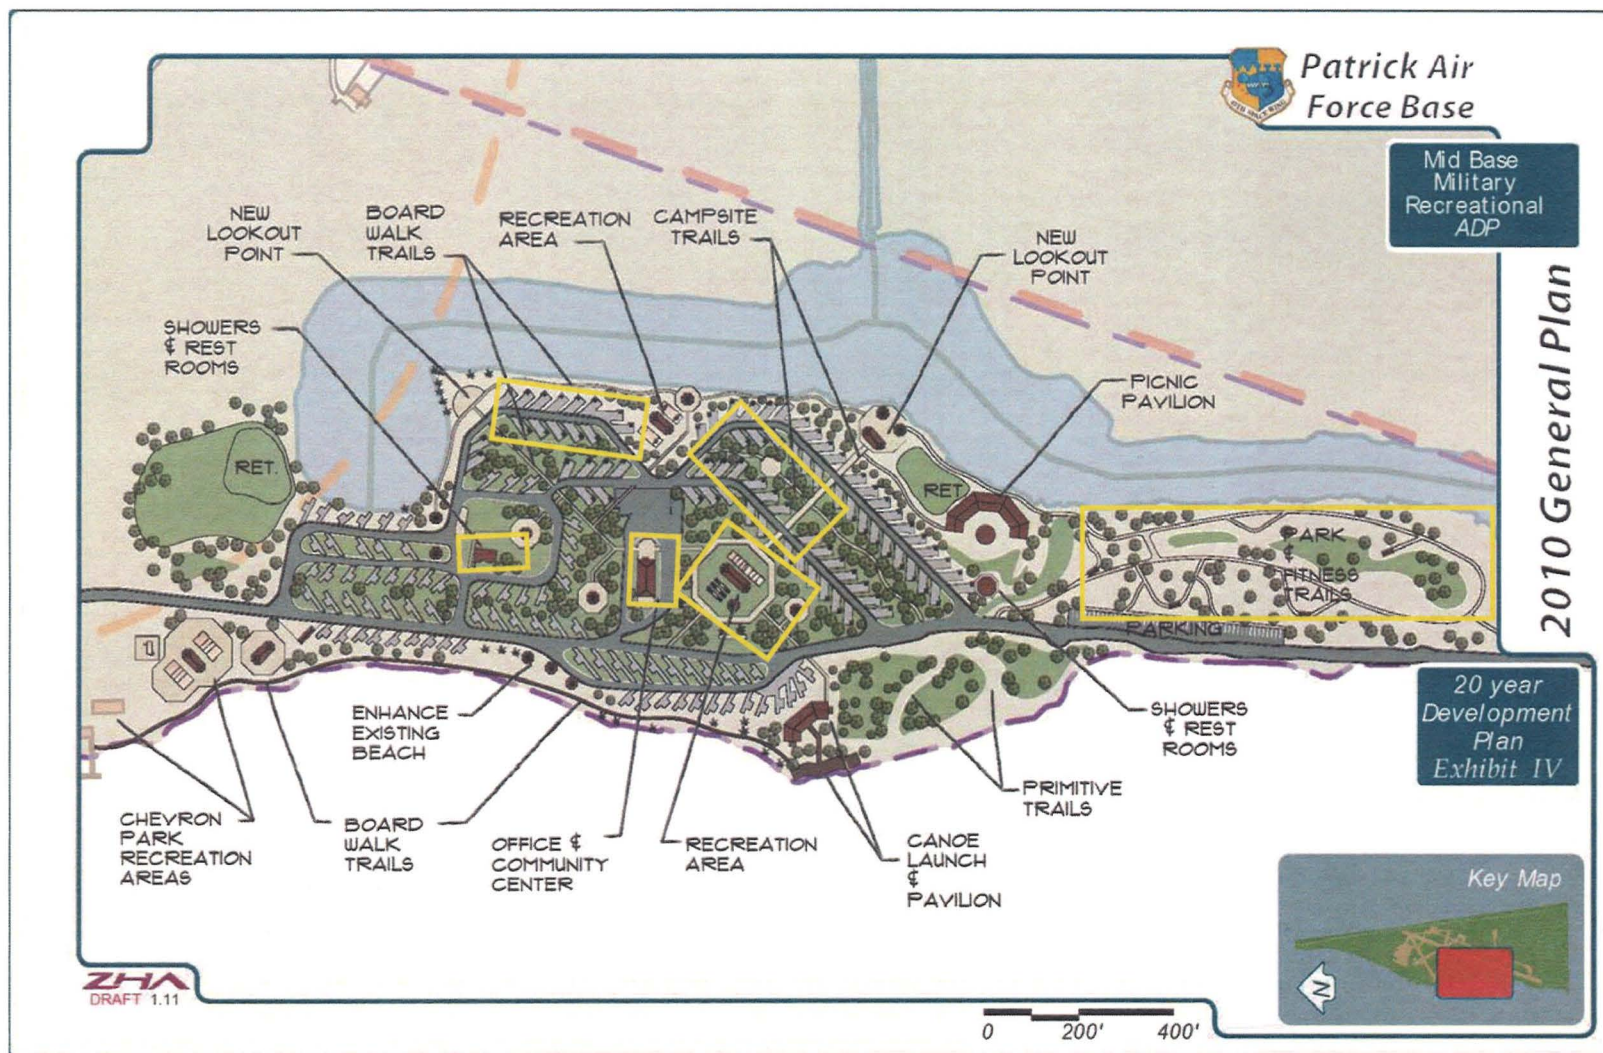 Patrick Air
Force Base
Mid Base
Military
Recreational
ADP
2010 General Plan
NEW
LOOKOUT
POINT
BOARD
WALK
TRAILS
RECREATION
AREA
CAMPSITE
TRAILS
NEW
LOOKOUT
POINT
SHOWERS
& REST
ROOMS
PICNIC
PAVILION
RET.
RET
PARK
&
FITNESS
TRAILS
PARKING
ENHANCE
EXISTING
BEACH
SHOWERS
& REST
ROOMS
PRIMITIVE
TRAILS
CHEVRON
PARK
RECREATION
AREAS
BOARD
WALK
TRAILS
OFFICE &
COMMUNITY
CENTER
RECREATION
AREA
CANOE
LAUNCH
&
PAVILION
20 year
Development
Plan
Exhibit IV
Key Map
N
ZHA
DRAFT 1.11
0 200' 400'